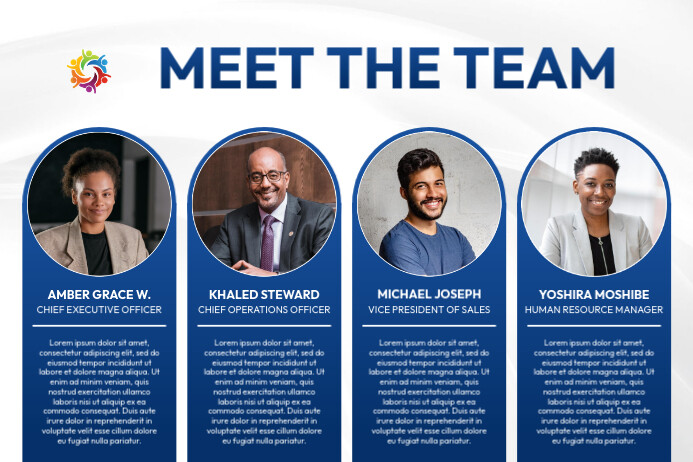 MEET THE TEAM
AMBER GRACE W.
CHIEF EXECUTIVE OFFICER
Lorem ipsum dolor sit amet,
consectetur adipiscing elit, sed do
eiusmod tempor incididunt ut
labore et dolore magna aliqua. Ut
enim ad minim veniam, quis
nostrud exercitation ullamco
laboris nisi ut aliquip ex ea
commodo consequat. Duis aute
irure dolor in reprehenderit in
voluptate velit esse cillum dolore
eu fugiat nulla pariatur.
KHALED STEWARD
CHIEF OPERATIONS OFFICER
Lorem ipsum dolor sit amet,
consectetur adipiscing elit, sed do
eiusmod tempor incididunt ut
labore et dolore magna aliqua. Ut
enim ad minim veniam, quis
nostrud exercitation ullamco
laboris nisi ut aliquip ex ea
commodo consequat. Duis aute
irure dolor in reprehenderit in
voluptate velit esse cillum dolore
eu fugiat nulla pariatur.
MICHAEL JOSEPH
VICE PRESIDENT OF SALES
Lorem ipsum dolor sit amet,
consectetur adipiscing elit, sed do
eiusmod tempor incididunt ut
labore et dolore magna aliqua. Ut
enim ad minim veniam, quis
nostrud exercitation ullamco
laboris nisi ut aliquip ex ea
commodo consequat. Duis aute
irure dolor in reprehenderit in
voluptate velit esse cillum dolore
eu fugiat nulla pariatur.
YOSHIRA MOSHIBE
HUMAN RESOURCE MANAGER
Lorem ipsum dolor sit amet,
consectetur adipiscing elit, sed do
eiusmod tempor incididunt ut
labore et dolore magna aliqua. Ut
enim ad minim veniam, quis
nostrud exercitation ullamco
laboris nisi ut aliquip ex ea
commodo consequat. Duis aute
irure dolor in reprehenderit in
voluptate velit esse cillum dolore
eu fugiat nulla pariatur.